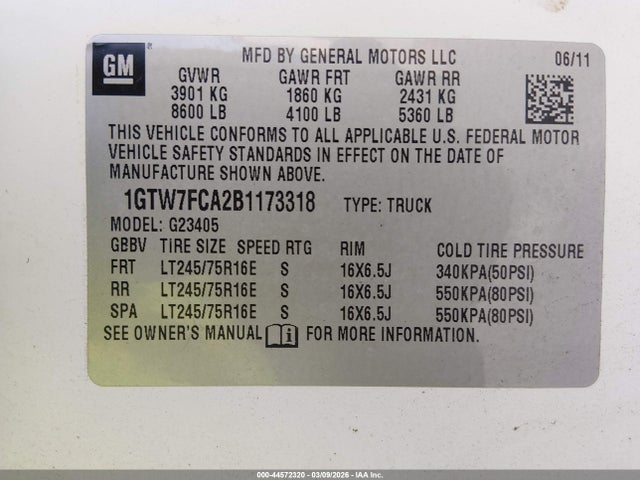 GM
MFD BY GENERAL MOTORS LLC 06/11
GVWR GAWR FRT GAWR RR
3901 KG 1860 KG 2431 KG
8600 LB 4100 LB 5360 LB
THIS VEHICLE CONFORMS TO ALL APPLICABLE U.S. FEDERAL MOTOR
VEHICLE SAFETY STANDARDS IN EFFECT ON THE DATE OF
MANUFACTURE SHOWN ABOVE.
1GTW7FCA2B1173318 TYPE: TRUCK
MODEL: G23405
GBBV TIRE SIZE SPEED RTG RIM COLD TIRE PRESSURE
FRT LT245/75R16E S 16X6.5J 340KPA(50PSI)
RR LT245/75R16E S 16X6.5J 550KPA(80PSI)
SPA LT245/75R16E S 16X6.5J 550KPA(80PSI)
SEE OWNER'S MANUAL FOR MORE INFORMATION.
000-44572320 - 03/09/2026 - IAA Inc.